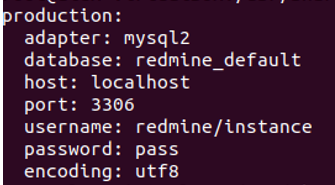 production:
  adapter: mysql2
  database: redmine_default
  host: localhost
  port: 3306
  username: redmine/instance
  password: pass
  encoding: utf8